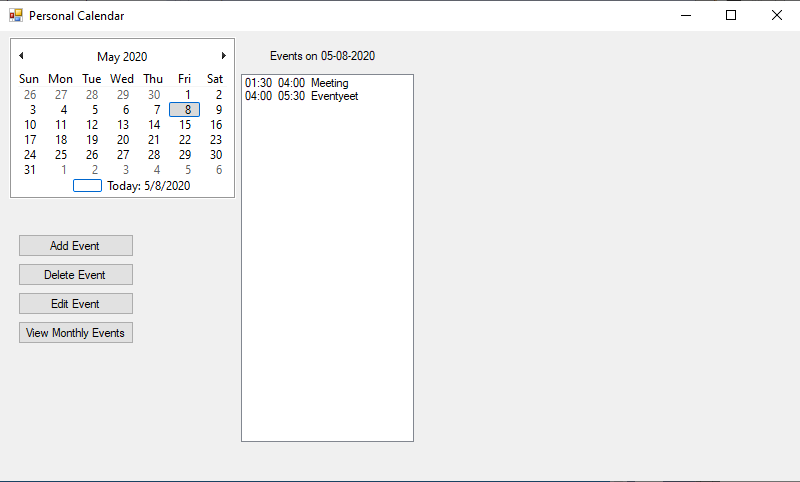 Personal Calendar
May 2020
Sun Mon Tue Wed Thu Fri Sat
26 27 28 29 30 1 2
3 4 5 6 7 8 9
10 11 12 13 14 15 16
17 18 19 20 21 22 23
24 25 26 27 28 29 30
31 1 2 3 4 5 6
Today: 5/8/2020
Add Event
Delete Event
Edit Event
View Monthly Events
Events on 05-08-2020
01:30 04:00 Meeting
04:00 05:30 Eventyeet